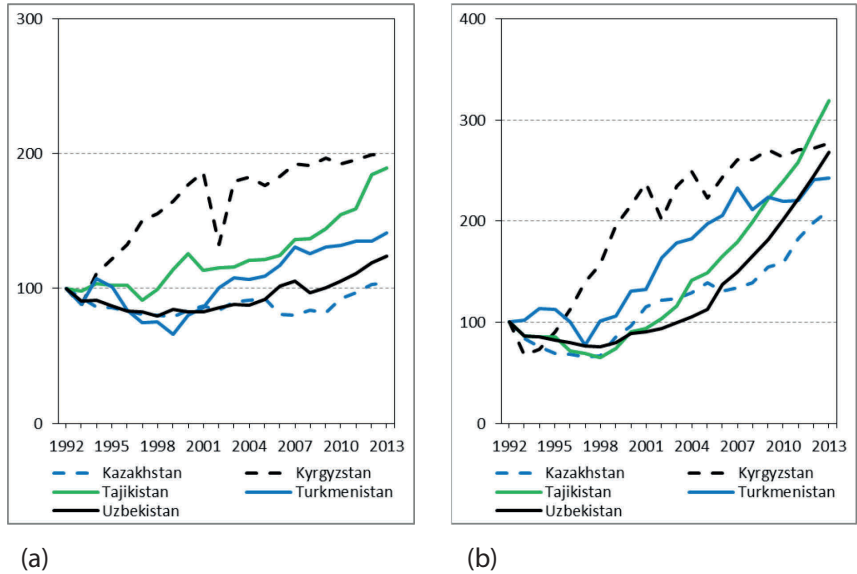 300
200
100
0
1992 1995 1998 2001 2004 2007 2010 2013
Kazakhstan Kyrgyzstan
Tajikistan Turkmenistan
Uzbekistan
(a)
400
300
200
100
0
1992 1995 1998 2001 2004 2007 2010 2013
Kazakhstan Kyrgyzstan
Tajikistan Turkmenistan
Uzbekistan
(b)